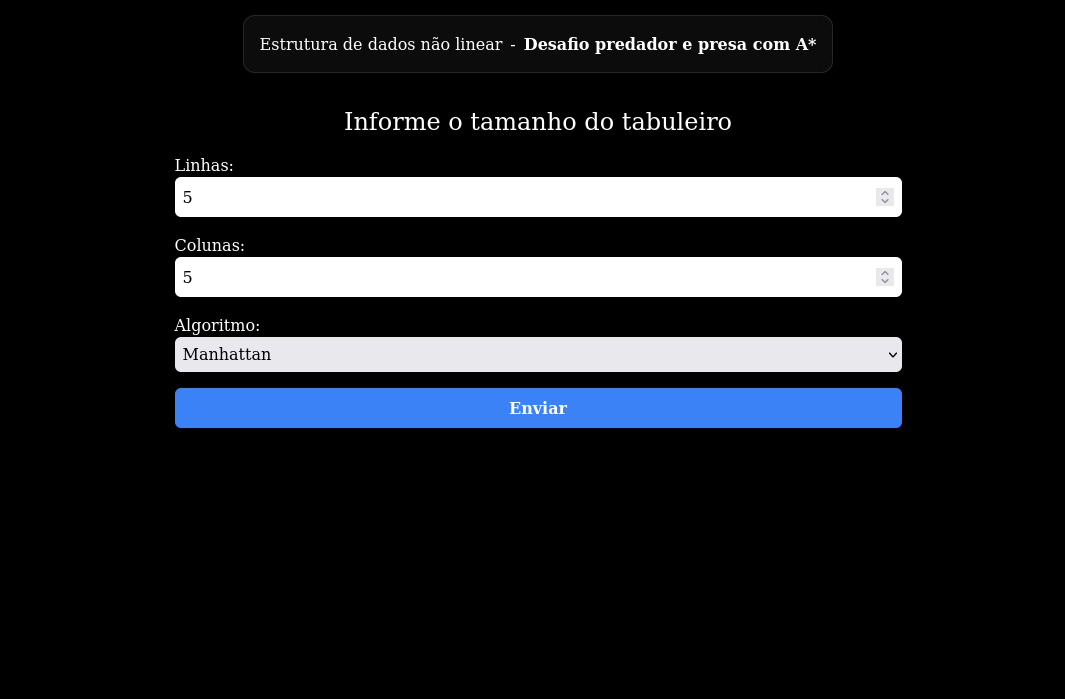 Estrutura de dados não linear - Desafio predador e presa com A*
Informe o tamanho do tabuleiro
Linhas:
5
Colunas:
5
Algoritmo:
Manhattan
Enviar